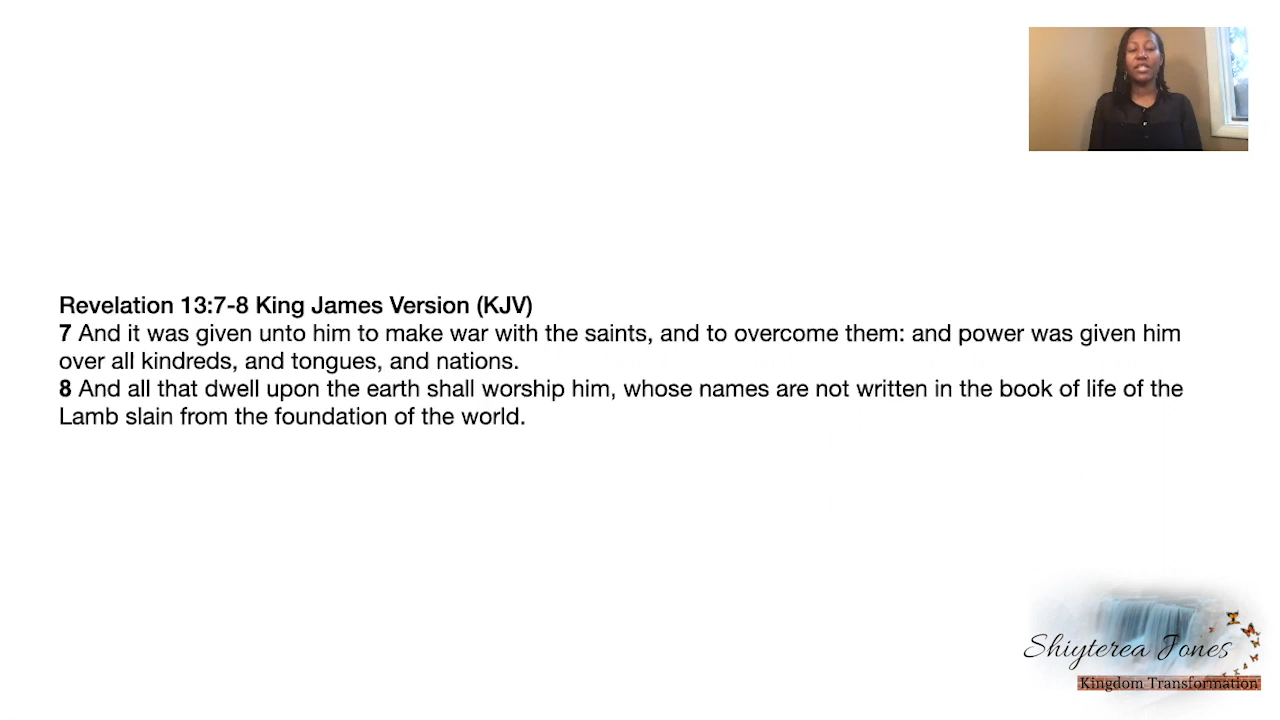 Revelation 13:7-8 King James Version (KJV)
7 And it was given unto him to make war with the saints, and to overcome them: and power was given him
over all kindreds, and tongues, and nations.
8 And all that dwell upon the earth shall worship him, whose names are not written in the book of life of the
Lamb slain from the foundation of the world.
Shiyterea Jones
Kingdom Transformation